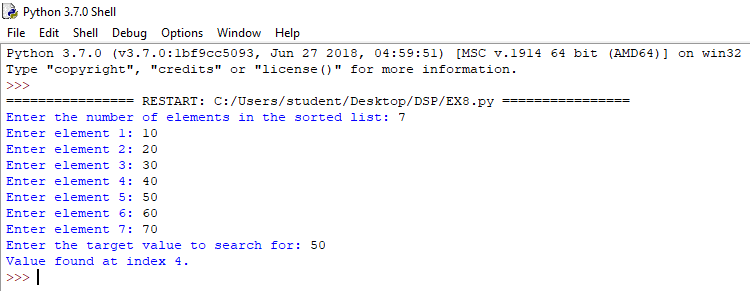 Python 3.7.0 Shell
File Edit Shell Debug Options Window Help
Python 3.7.0 (v3.7.0:1bf9cc5093, Jun 27 2018, 04:59:51) [MSC v.1914 64 bit (AMD64)] on win32
Type "copyright", "credits" or "license()" for more information.
>>>
================ RESTART: C:/Users/student/Desktop/DSP/EX8.py ================
Enter the number of elements in the sorted list: 7
Enter element 1: 10
Enter element 2: 20
Enter element 3: 30
Enter element 4: 40
Enter element 5: 50
Enter element 6: 60
Enter element 7: 70
Enter the target value to search for: 50
Value found at index 4.
>>>